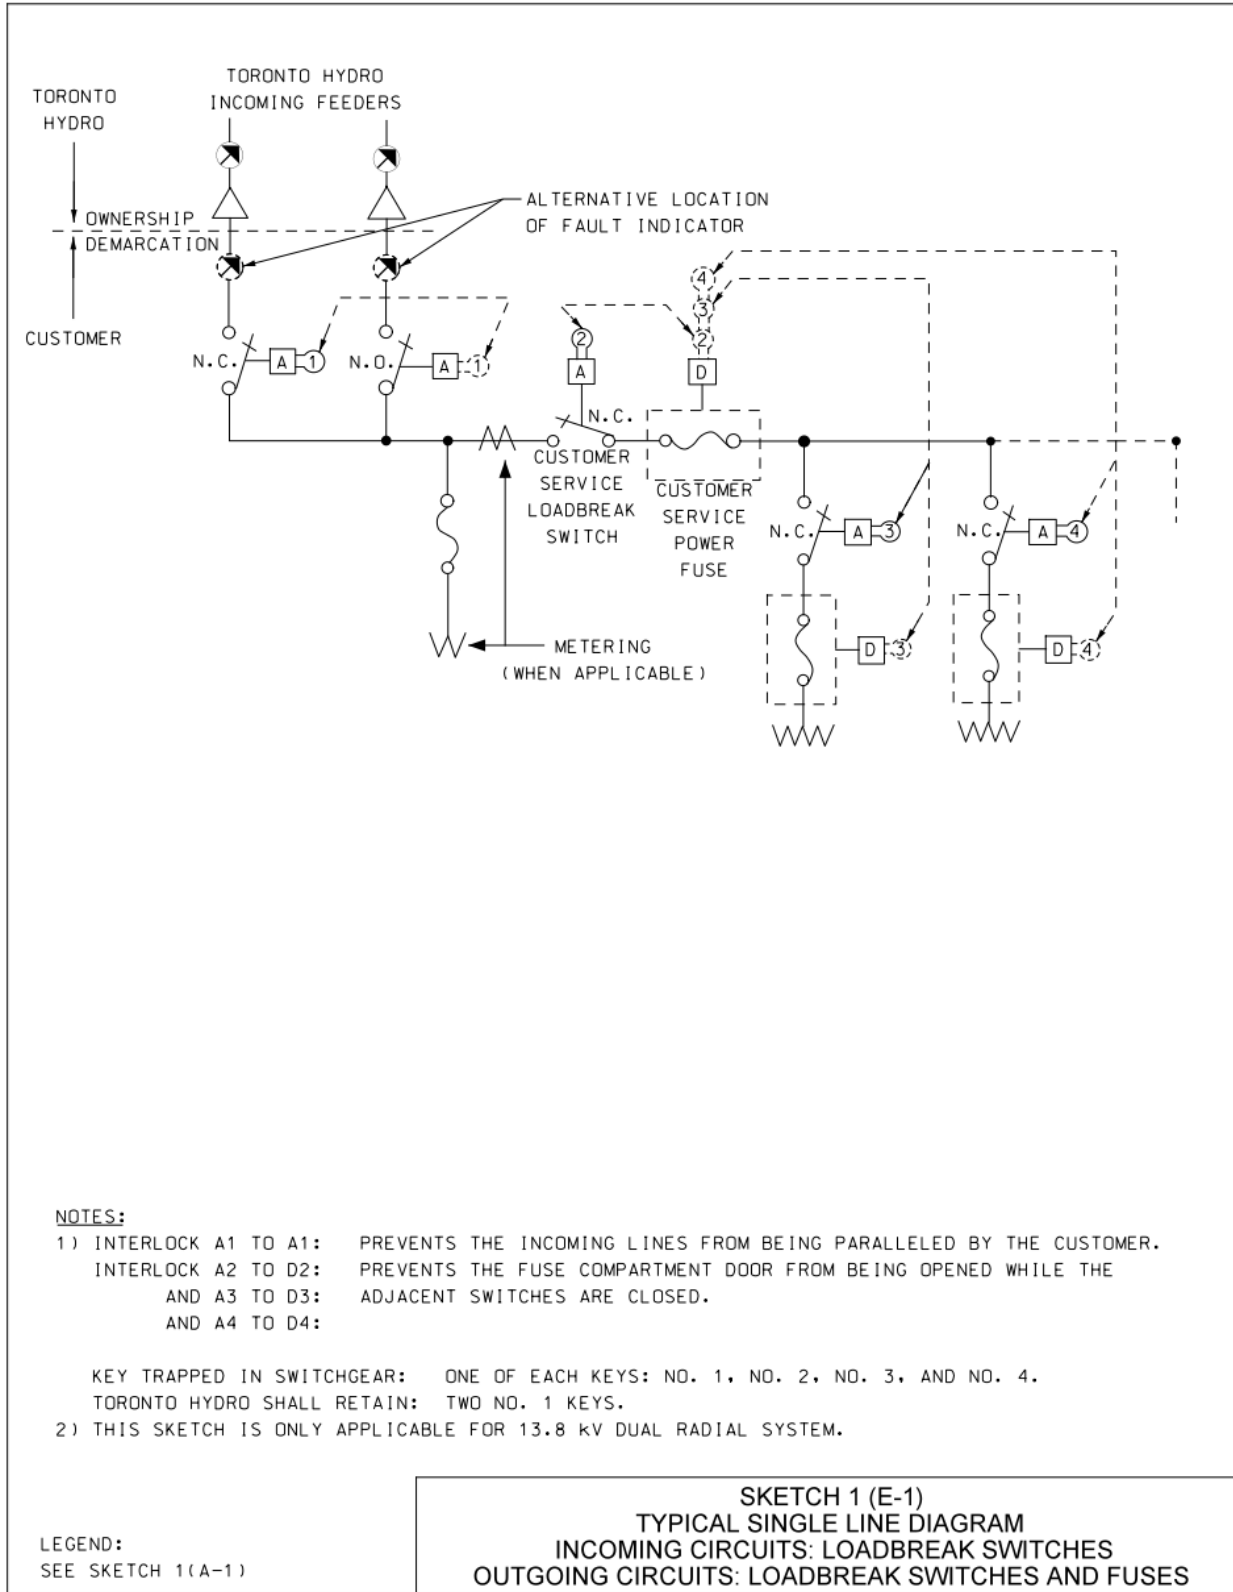 TORONTO HYDRO
INCOMING FEEDERS
TORONTO
HYDRO
OWNERSHIP
DEMARCATION
CUSTOMER
ALTERNATIVE LOCATION
OF FAULT INDICATOR
4
3
2
D
2
A
N.C. A 1
N.O. A 1
N.C.
CUSTOMER
SERVICE
LOADBREAK
SWITCH
CUSTOMER
SERVICE
POWER
FUSE
N.C. A 3
N.C. A 4
D 3
D 4
METERING
(WHEN APPLICABLE)
NOTES:
1) INTERLOCK A1 TO A1: PREVENTS THE INCOMING LINES FROM BEING PARALLELED BY THE CUSTOMER.
INTERLOCK A2 TO D2: PREVENTS THE FUSE COMPARTMENT DOOR FROM BEING OPENED WHILE THE
AND A3 TO D3: ADJACENT SWITCHES ARE CLOSED.
AND A4 TO D4:
KEY TRAPPED IN SWITCHGEAR: ONE OF EACH KEYS: NO. 1, NO. 2, NO. 3, AND NO. 4.
TORONTO HYDRO SHALL RETAIN: TWO NO. 1 KEYS.
2) THIS SKETCH IS ONLY APPLICABLE FOR 13.8 kV DUAL RADIAL SYSTEM.
LEGEND:
SEE SKETCH 1(A-1)
SKETCH 1 (E-1)
TYPICAL SINGLE LINE DIAGRAM
INCOMING CIRCUITS: LOADBREAK SWITCHES
OUTGOING CIRCUITS: LOADBREAK SWITCHES AND FUSES